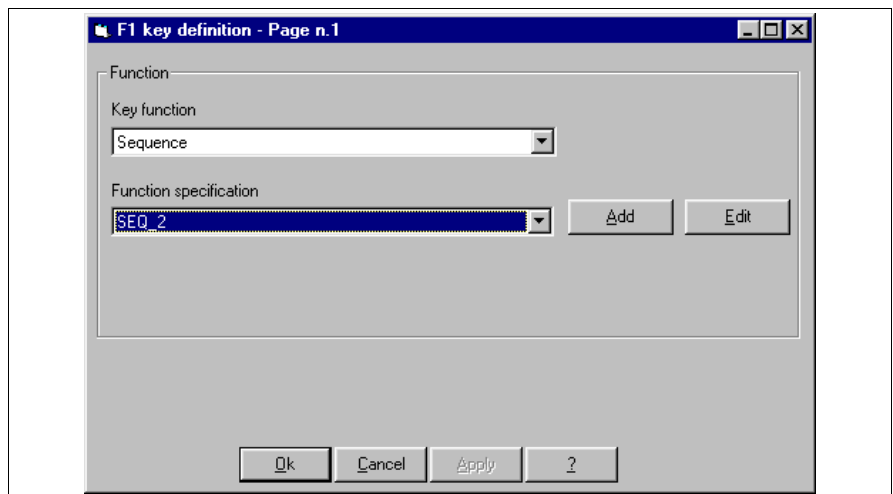 F1 key definition - Page n.1
Function
Key function
Sequence
Function specification
SEQ_2
Add Edit
Ok Cancel Apply ?